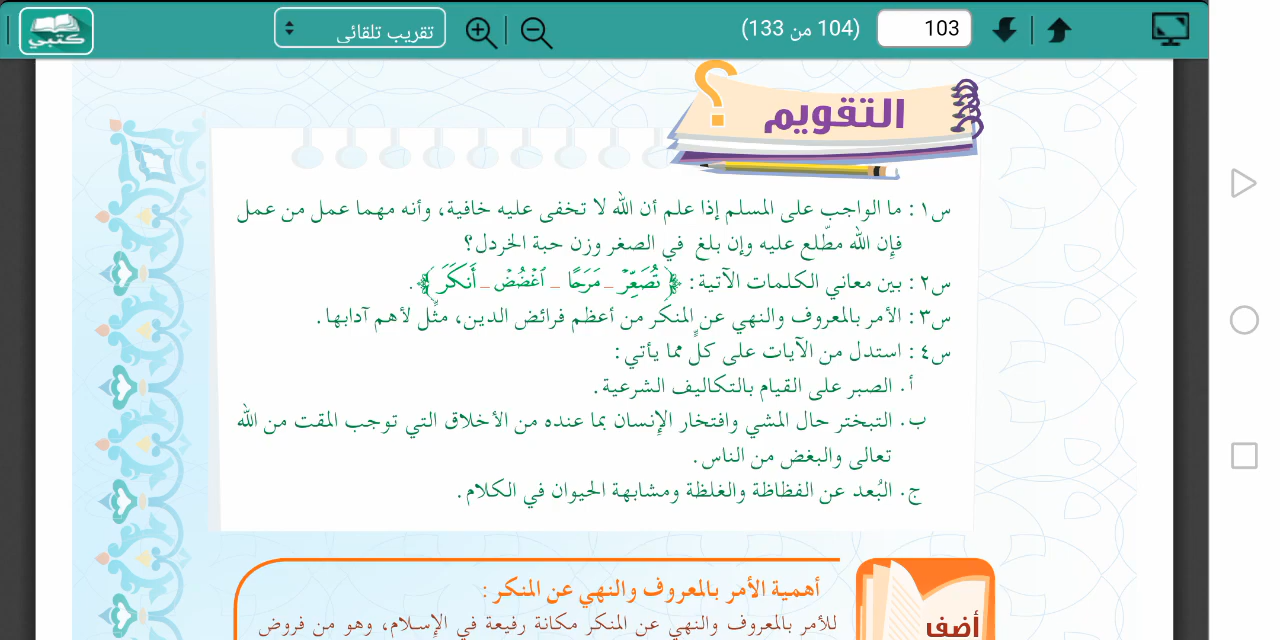 كتبي
تقريب تلقائي
(104 من 133)
103
التقويم
س١: ما الواجب على المسلم إذا علم أن الله لا تخفى عليه خافية، وأنه مهما عمل من عمل
فإن الله مطّلع عليه وإن بلغ في الصغر وزن حبة الخردل؟
س٢: بين معاني الكلمات الآتية: ﴿تُصَعِّرۡ – مَرَحًا – ٱغۡضُضۡ – أَنكَرَ﴾.
س٣: الأمر بالمعروف والنهي عن المنكر من أعظم فرائض الدين، مثِّل لأهم آدابها.
س٤: استدل من الآيات على كلٍّ مما يأتي:
أ. الصبر على القيام بالتكاليف الشرعية.
ب. التبختر حال المشي وافتخار الإنسان بما عنده من الأخلاق التي توجب المقت من الله
تعالى والبغض من الناس.
ج. البُعد عن الفظاظة والغلظة ومشابهة الحيوان في الكلام.
أهمية الأمر بالمعروف والنهي عن المنكر:
للأمر بالمعروف والنهي عن المنكر مكانة رفيعة في الإسلام، وهو من فروض
أضف